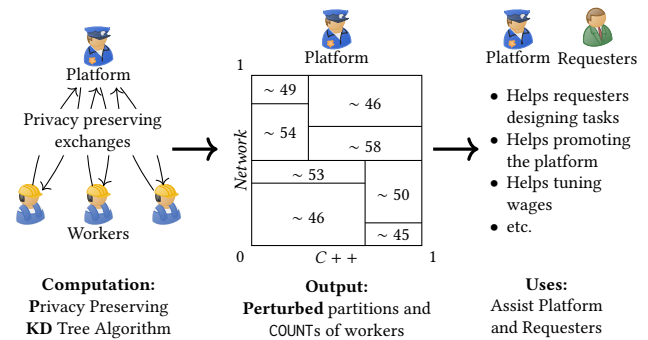 Platform
Privacy preserving
exchanges
Workers
Computation:
Privacy Preserving
KD Tree Algorithm
Platform
1
Network
~ 49
~ 46
~ 54
~ 58
~ 53
~ 50
~ 46
~ 45
0
C + +
1
Output:
Perturbed partitions and
COUNTs of workers
Platform
Requesters
• Helps requesters
designing tasks
• Helps promoting
the platform
• Helps tuning
wages
• etc.
Uses:
Assist Platform
and Requesters